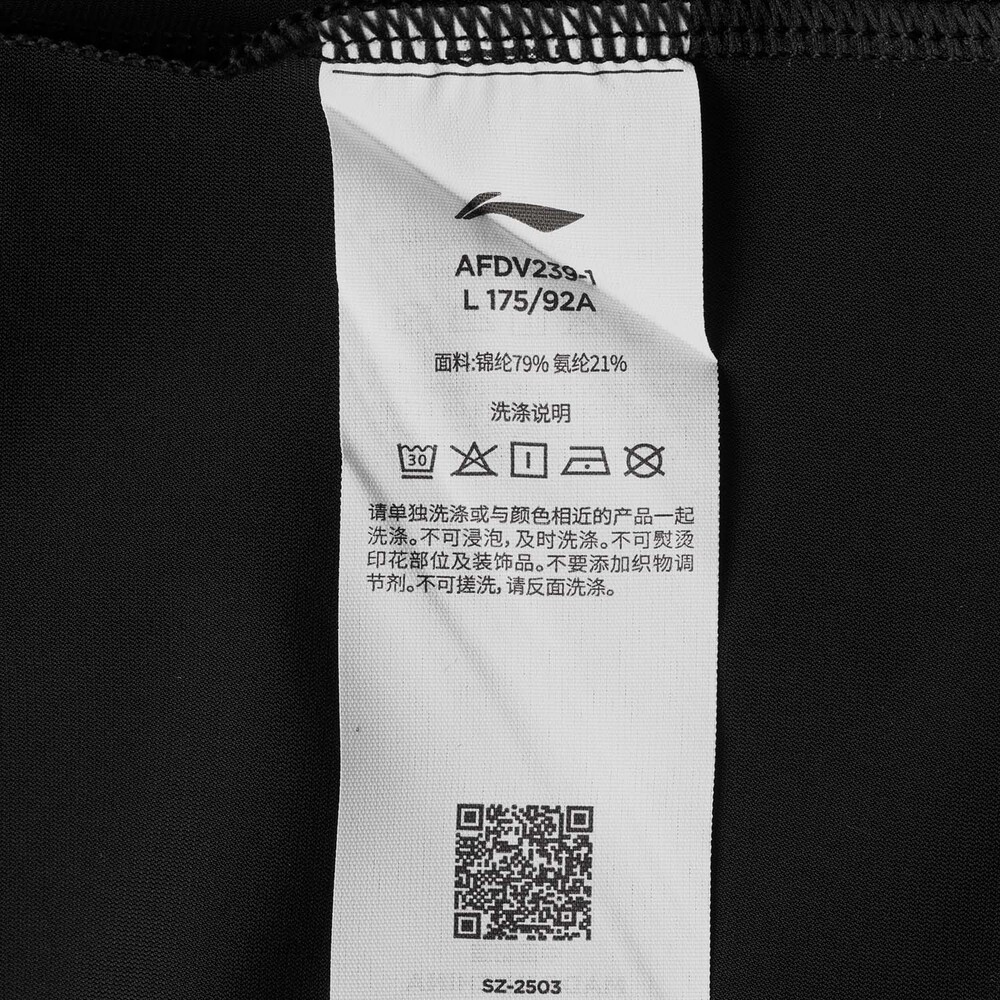 AFDV239-1
L 175/92A
面料:锦纶79% 氨纶21%
洗涤说明
30
请单独洗涤或与颜色相近的产品一起
洗涤。不可浸泡,及时洗涤。不可熨烫
印花部位及装饰品。不要添加织物调
节剂。不可搓洗,请反面洗涤。
SZ-2503